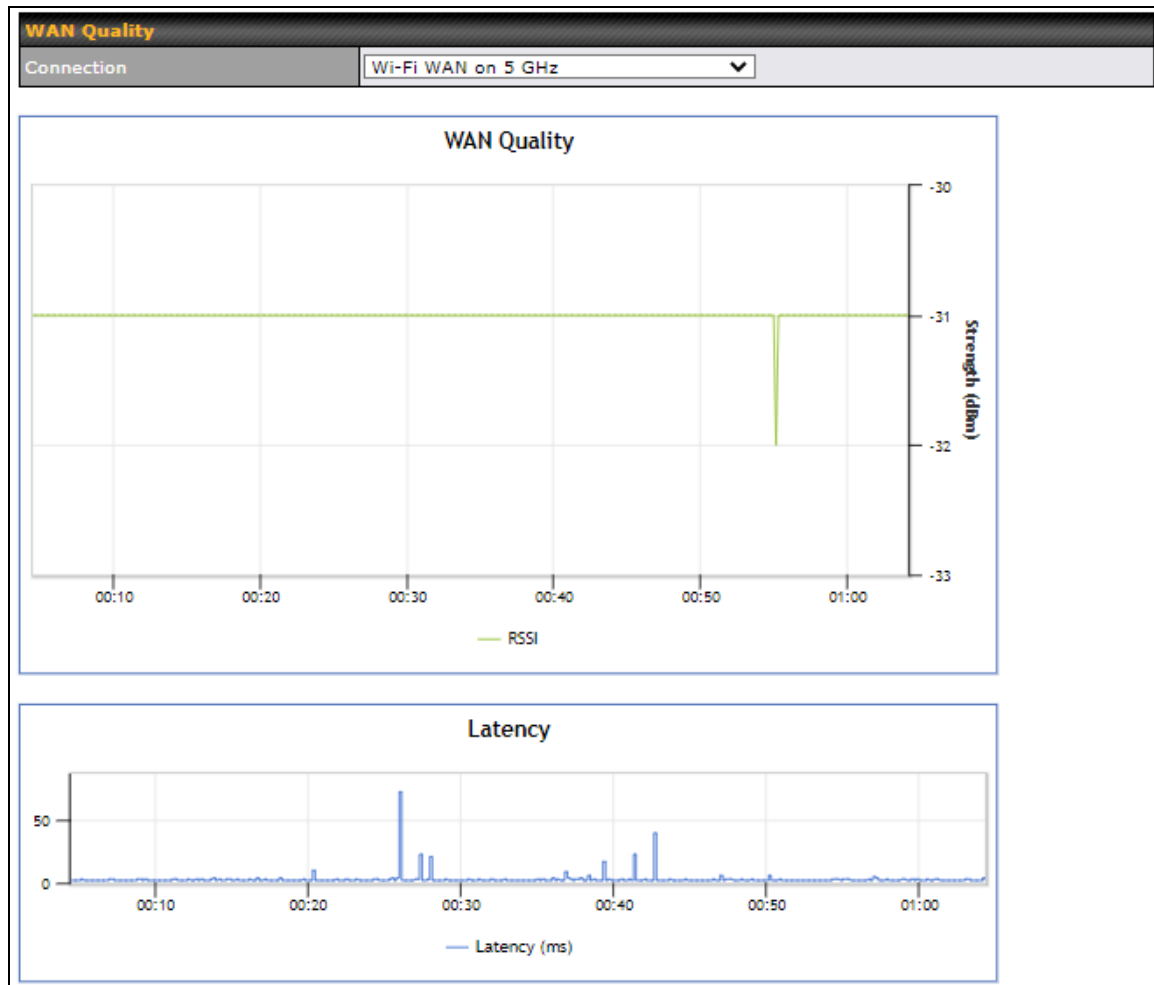 WAN Quality
Connection Wi-Fi WAN on 5 GHz
WAN Quality
-30
-31
-32
-33
Strength (dBm)
00:10 00:20 00:30 00:40 00:50 01:00
RSSI
Latency
50
0
00:10 00:20 00:30 00:40 00:50 01:00
Latency (ms)